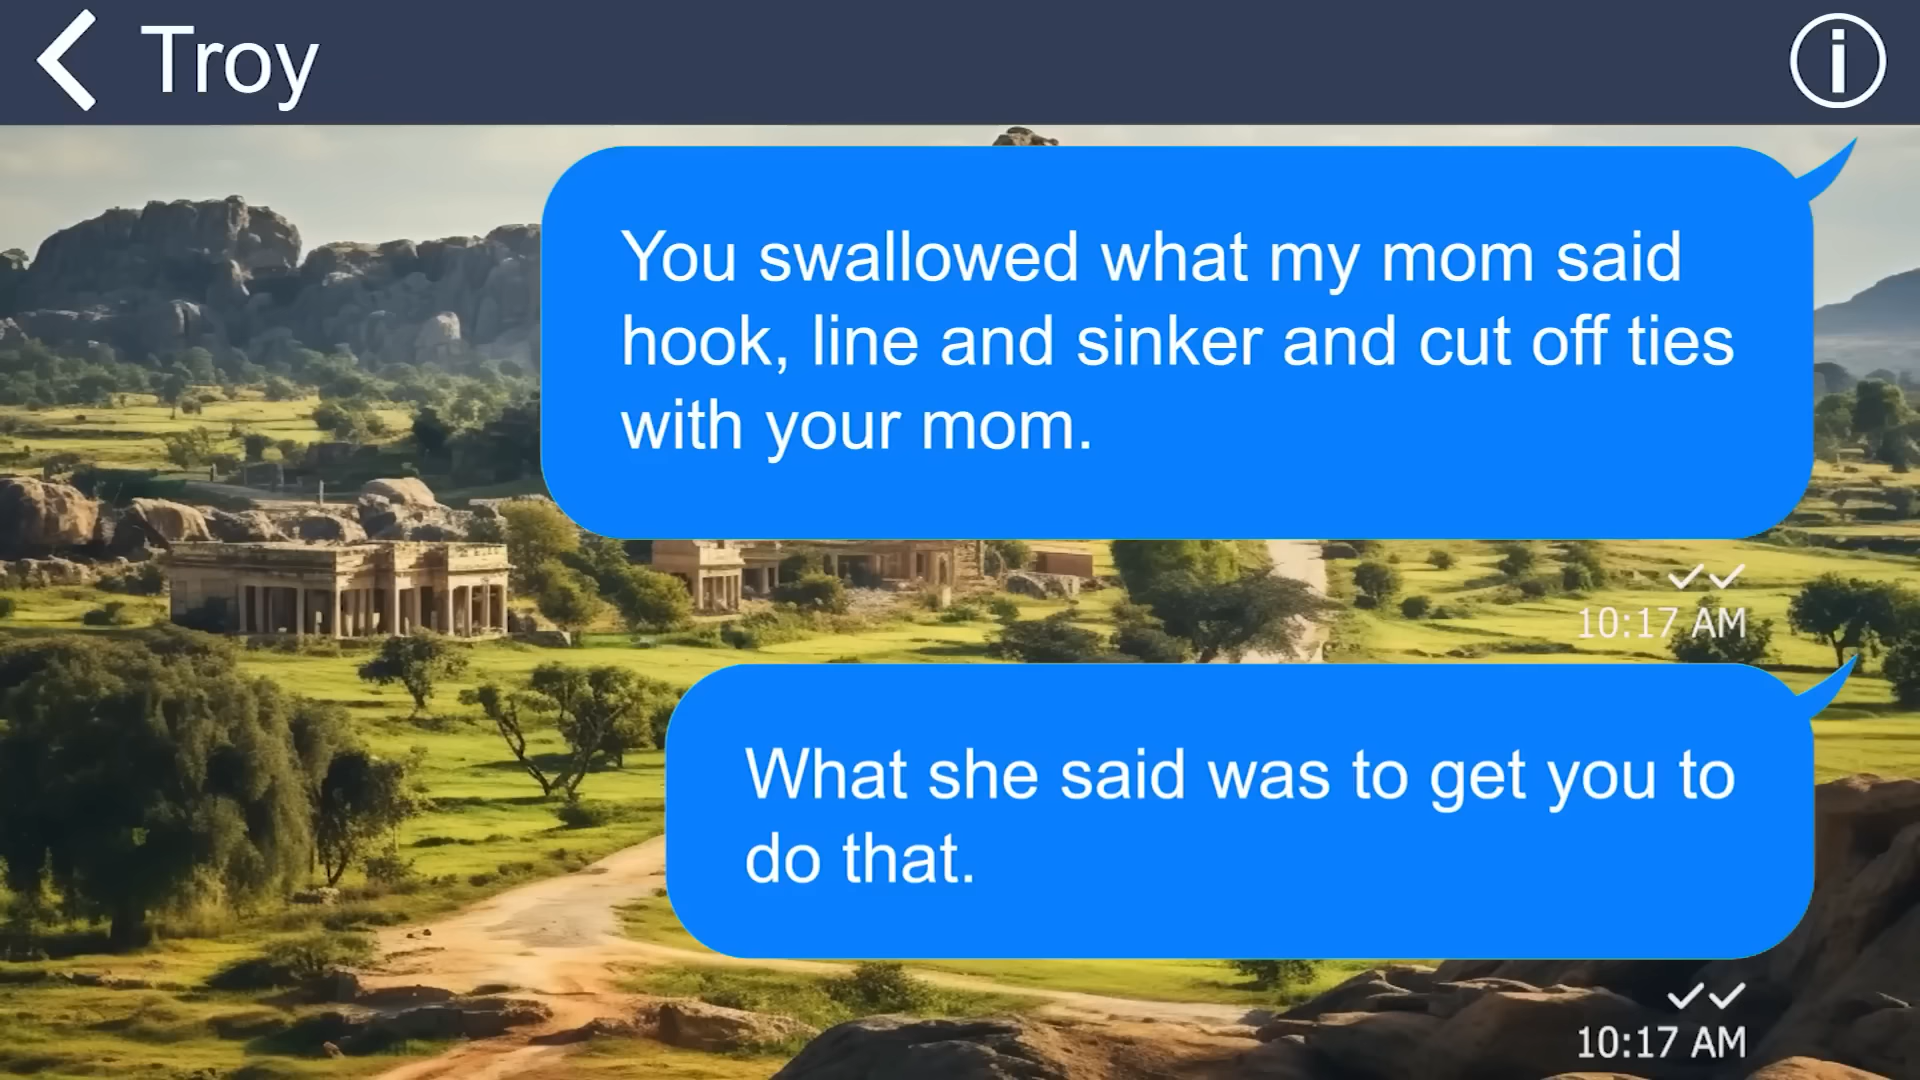 Troy
You swallowed what my mom said
hook, line and sinker and cut off ties
with your mom.
10:17 AM
What she said was to get you to
do that.
10:17 AM